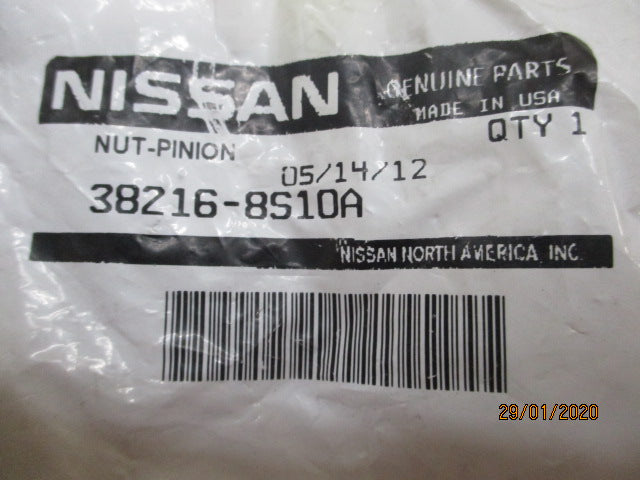 NISSAN GENUINE PARTS
MADE IN USA
NUT-PINION QTY 1
05/14/12
38216-8S10A
NISSAN NORTH AMERICA, INC.
29/01/2020